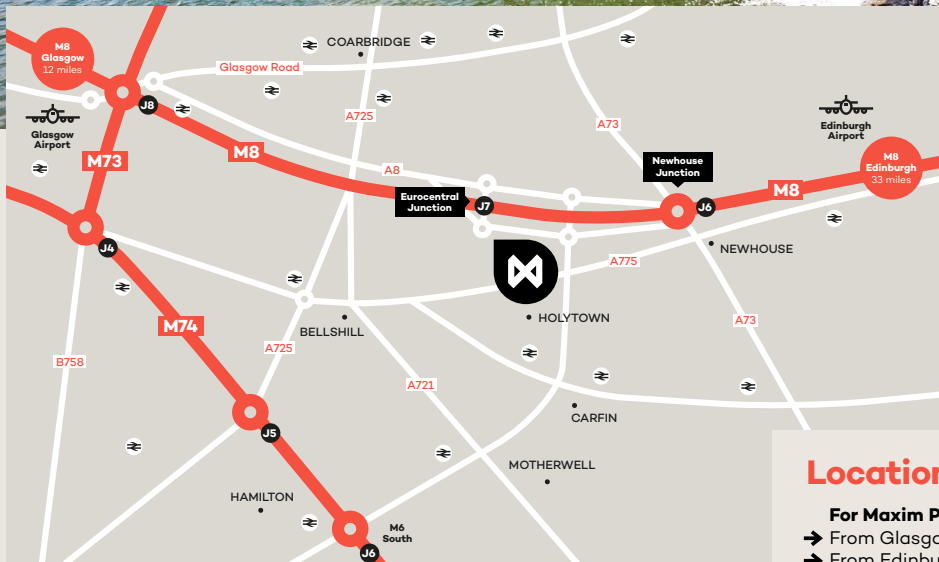 M8
Glasgow
12 miles
COARBRIDGE
Glasgow Road
J8
A725
A73
Glasgow
Airport
Edinburgh
Airport
M73
M8
A8
Newhouse
Junction
M8
Edinburgh
33 miles
M8
Eurocentral
Junction
J7
J6
J4
NEWHOUSE
A775
M74
BELLSHILL
HOLYTOWN
A73
A725
B758
A721
CARFIN
J5
MOTHERWELL
HAMILTON
M6
South
J6
Location
For Maxim P
From Glasgo
From Edinbu